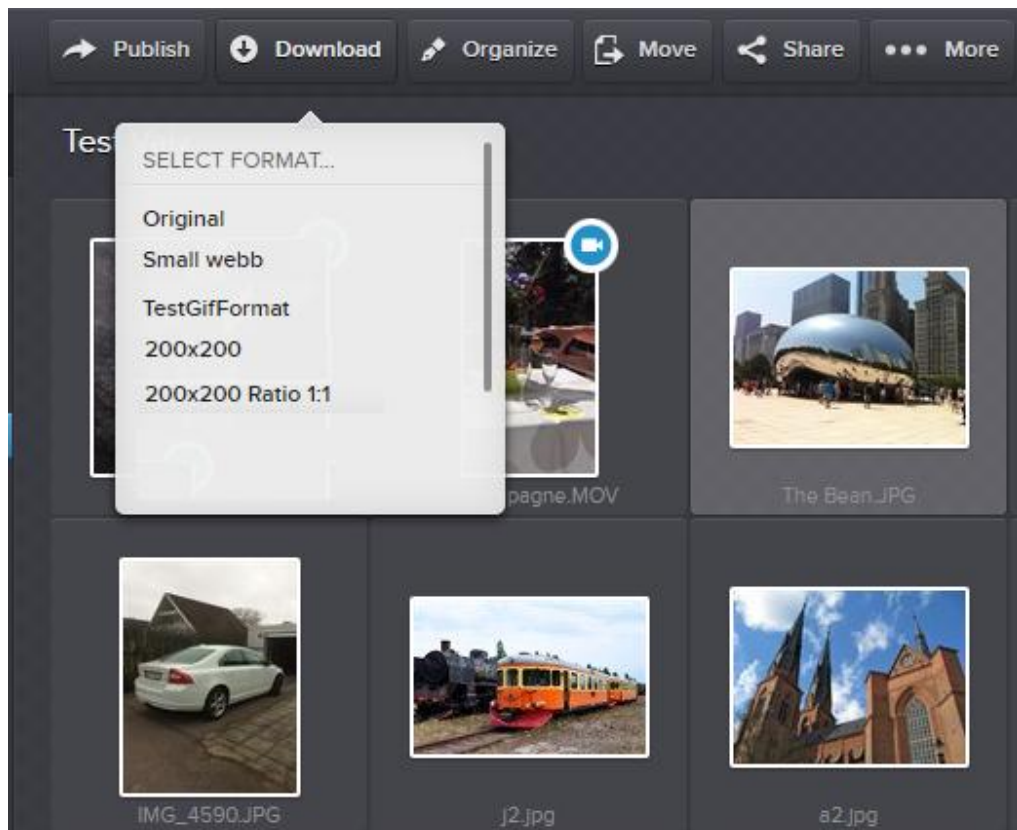 Publish Download Organize Move Share More
Test
SELECT FORMAT...
Original
Small webb
TestGifFormat
200x200
200x200 Ratio 1:1
pagne.MOV The Bean.JPG
IMG_4590.JPG j2.jpg a2.jpg